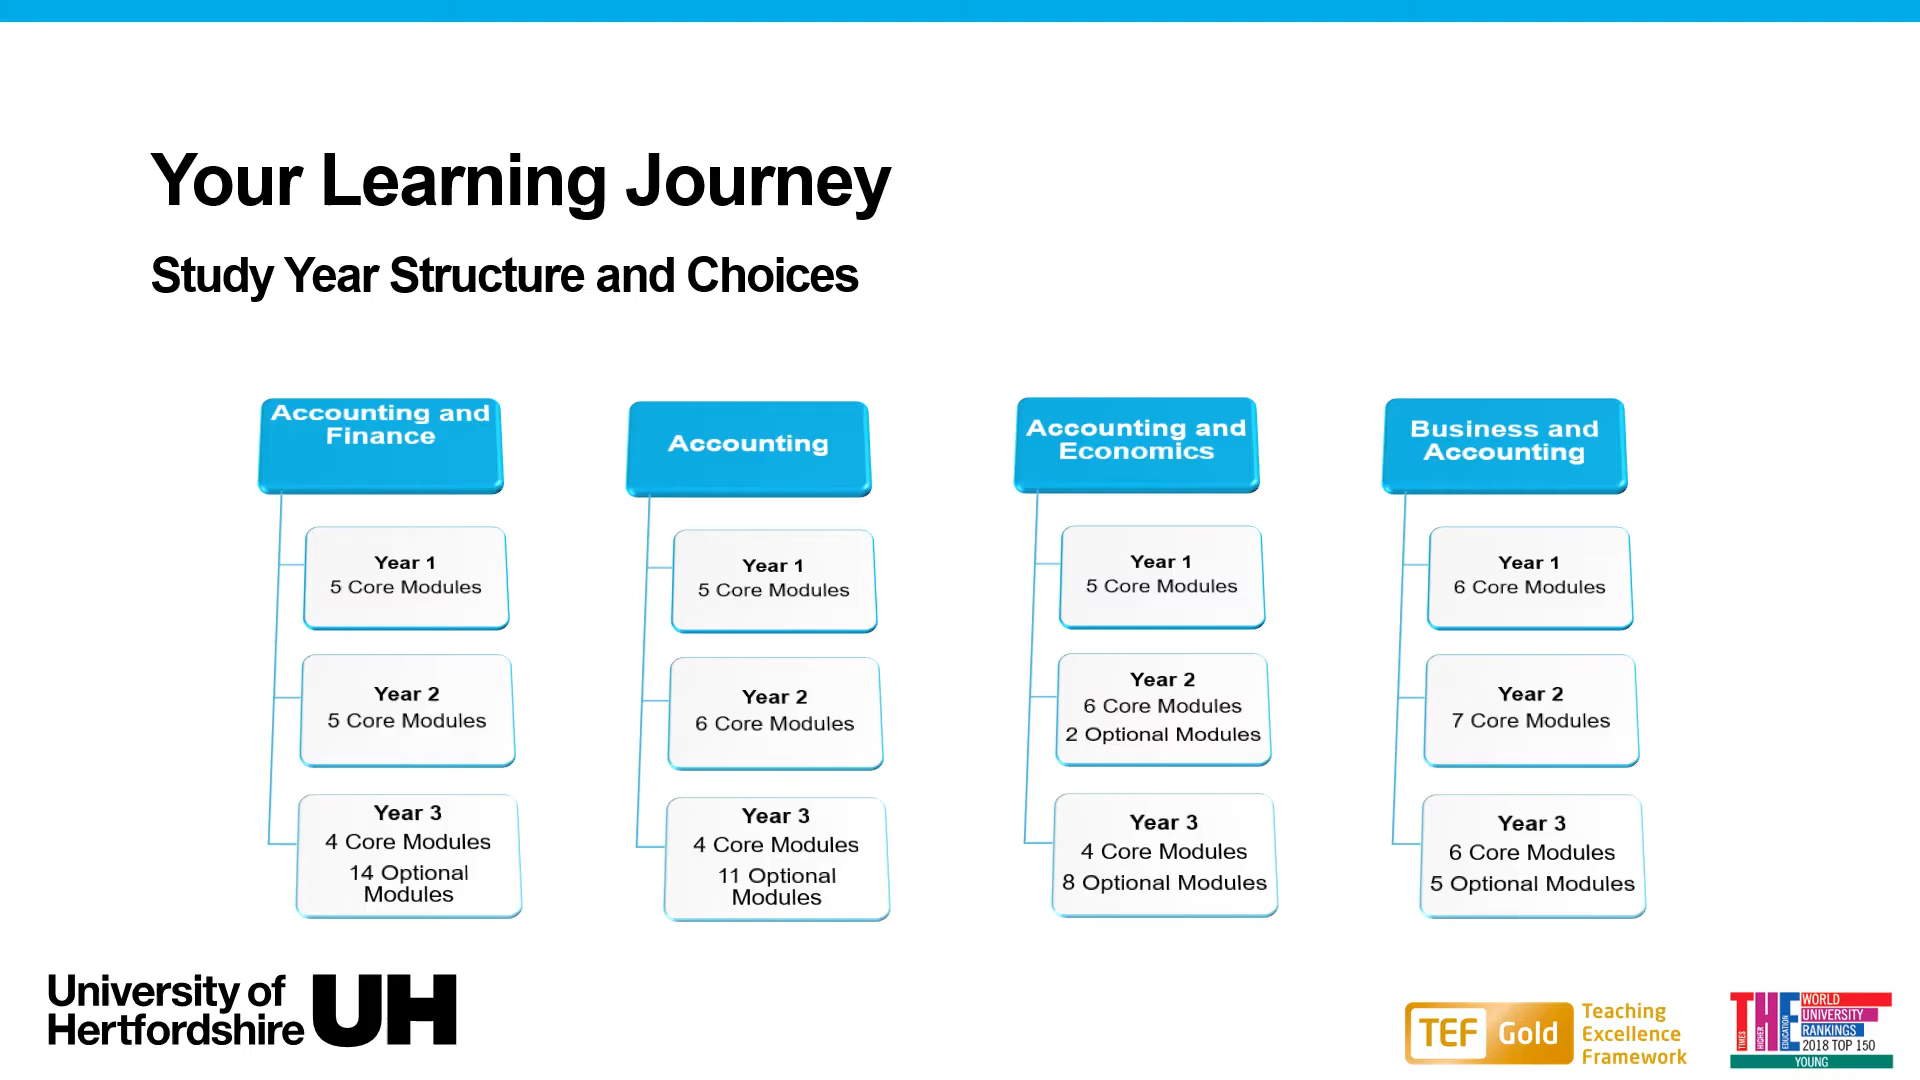 Your Learning Journey
Study Year Structure and Choices
Accounting and
Finance
Year 1
5 Core Modules
Year 2
5 Core Modules
Year 3
4 Core Modules
14 Optional
Modules
Accounting
Year 1
5 Core Modules
Year 2
6 Core Modules
Year 3
4 Core Modules
11 Optional
Modules
Accounting and
Economics
Year 1
5 Core Modules
Year 2
6 Core Modules
2 Optional Modules
Year 3
4 Core Modules
8 Optional Modules
Business and
Accounting
Year 1
6 Core Modules
Year 2
7 Core Modules
Year 3
6 Core Modules
5 Optional Modules
University of
Hertfordshire
UH
TEF Gold
Teaching
Excellence
Framework
THE
TIMES
HIGHER
EDUCATION
WORLD
UNIVERSITY
RANKINGS
2018 TOP 150
YOUNG